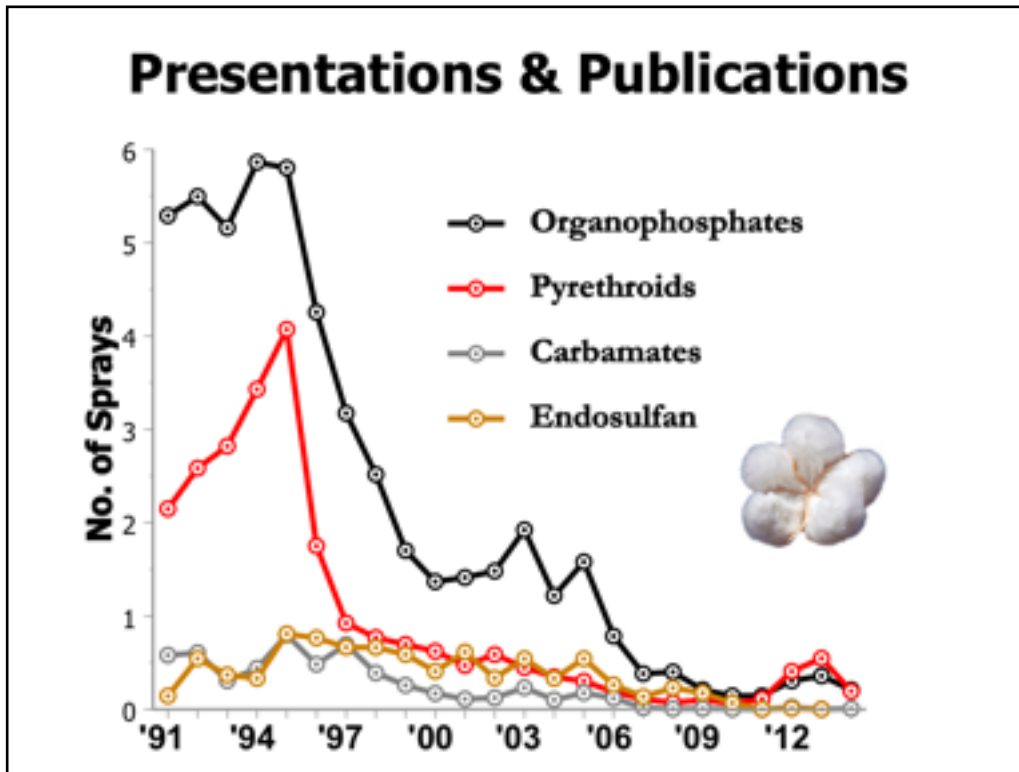 Presentations & Publications
No. of Sprays
6
5
4
3
2
1
0
Organophosphates
Pyrethroids
Carbamates
Endosulfan
'91 '94 '97 '00 '03 '06 '09 '12